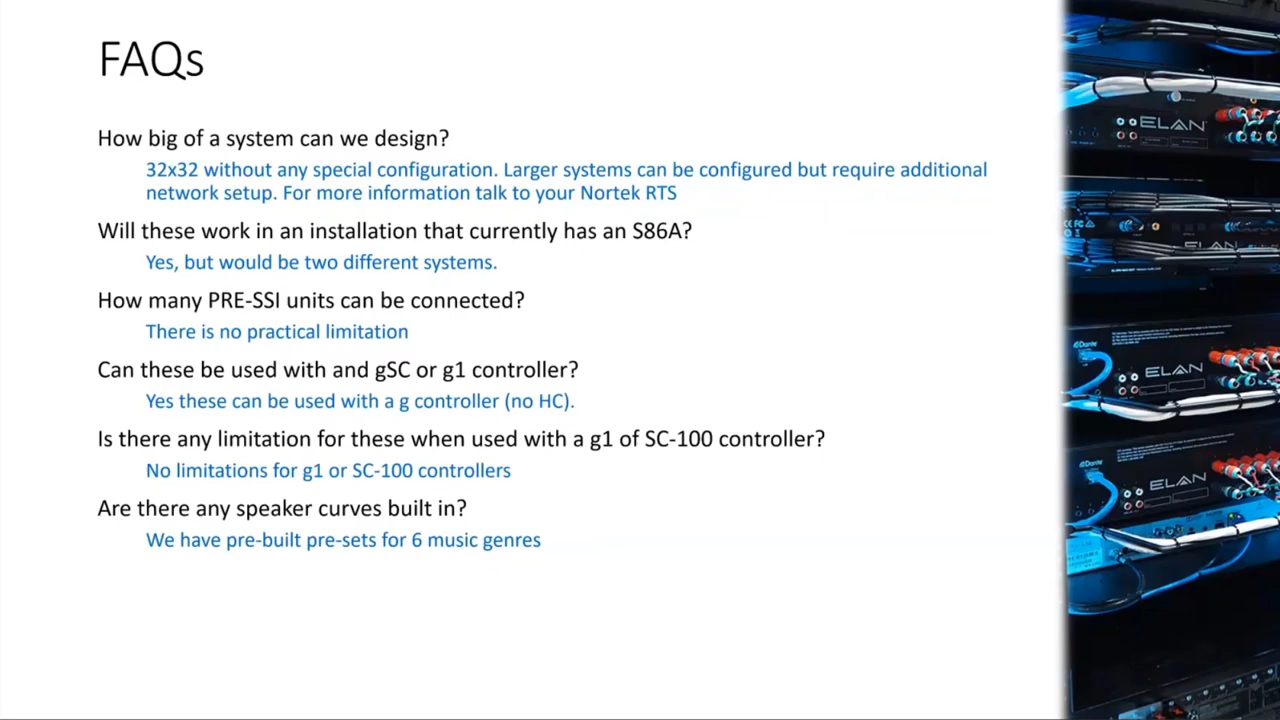 FAQs
How big of a system can we design?
32x32 without any special configuration. Larger systems can be configured but require additional
network setup. For more information talk to your Nortek RTS
Will these work in an installation that currently has an S86A?
Yes, but would be two different systems.
How many PRE-SSI units can be connected?
There is no practical limitation
Can these be used with and gSC or g1 controller?
Yes these can be used with a g controller (no HC).
Is there any limitation for these when used with a g1 of SC-100 controller?
No limitations for g1 or SC-100 controllers
Are there any speaker curves built in?
We have pre-built pre-sets for 6 music genres
ELAN
ELAN
Dante
ELAN
Dante
ELAN